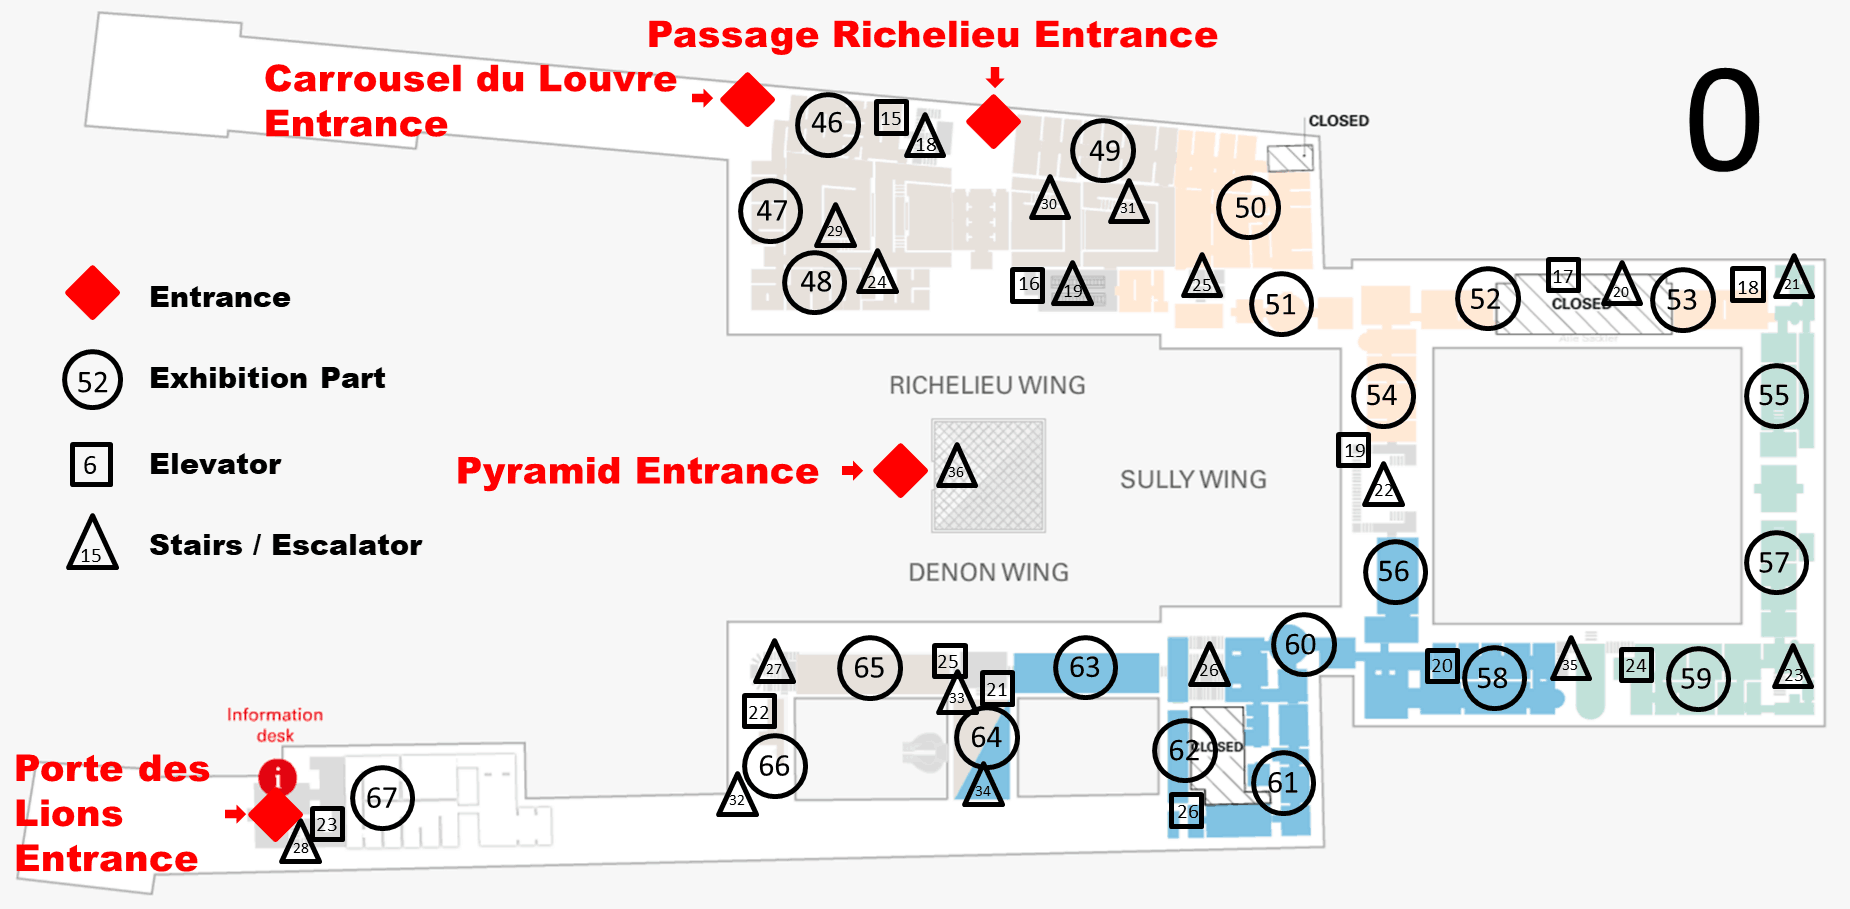 Passage Richelieu Entrance
0
Carrousel du Louvre
Entrance
CLOSED
46
15
18
49
47
29
30
31
50
48
24
16
19
25
51
52
17
CLOSED
20
53
18
21
Entrance
52
Exhibition Part
6
Elevator
15
Stairs / Escalator
RICHELIEU WING
54
55
19
22
Pyramid Entrance
36
SULLY WING
DENON WING
56
57
60
27
65
25
33
21
63
26
20
58
35
24
59
23
22
66
32
64
34
62
CLOSED
61
26
Information
desk
i
Porte des
Lions
Entrance
67
23
28